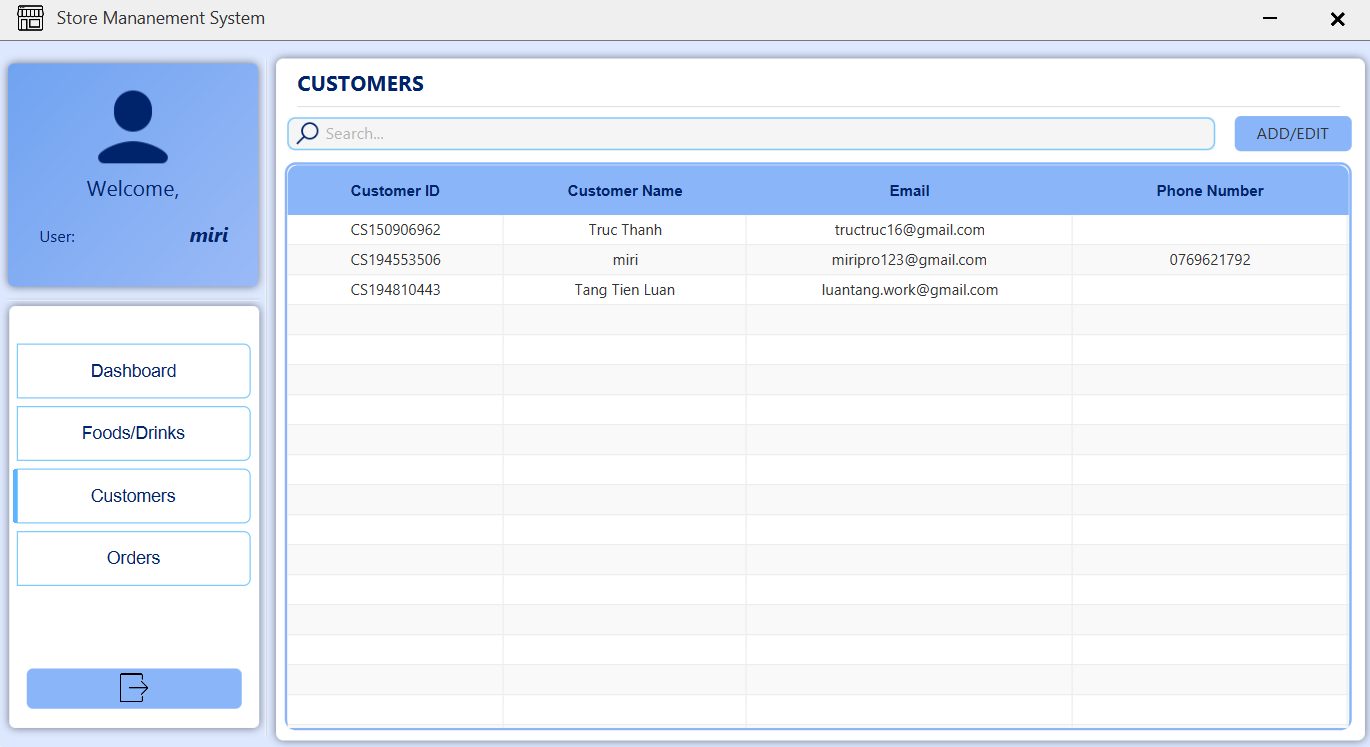 Store Mananement System
Welcome,
User: miri
Dashboard
Foods/Drinks
Customers
Orders
CUSTOMERS
Search...
ADD/EDIT
Customer ID Customer Name Email Phone Number
CS150906962 Truc Thanh tructruc16@gmail.com
CS194553506 miri miripro123@gmail.com 0769621792
CS194810443 Tang Tien Luan luantang.work@gmail.com